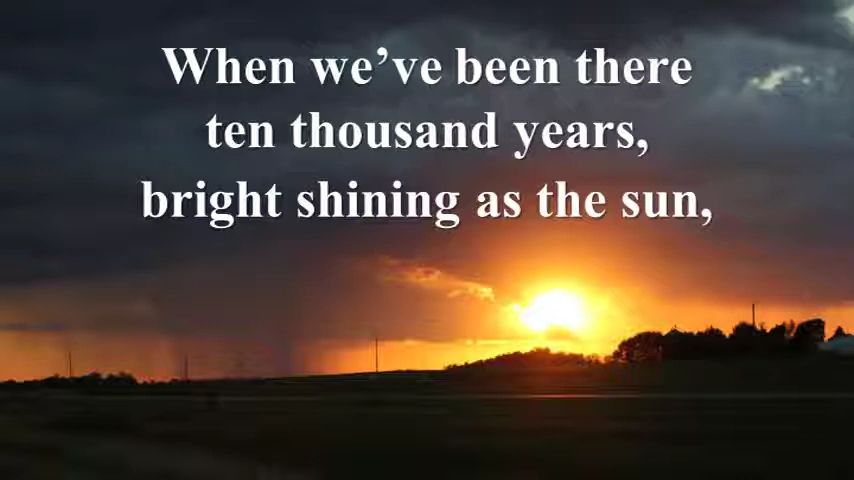 When we’ve been there
ten thousand years,
bright shining as the sun,